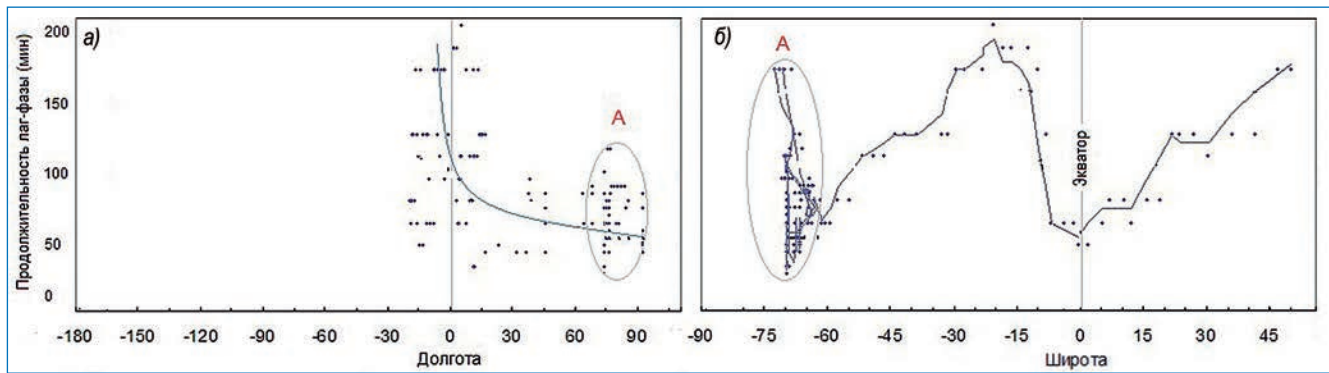 а)
Продолжительность лаг-фазы (мин)
200
150
100
50
0
А
-180 -150 -120 -90 -60 -30 0 30 60 90
Долгота
б)
А
Экватор
-90 -75 -60 -45 -30 -15 0 15 30 45
Широта